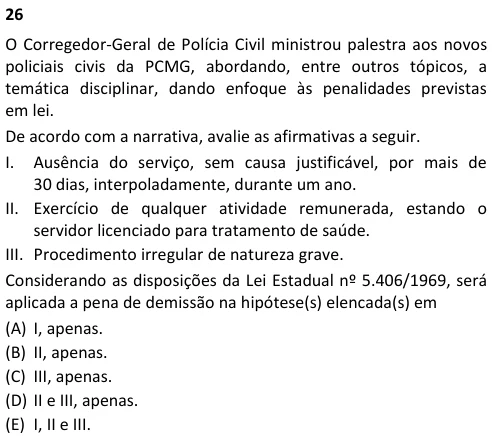 26
O Corregedor-Geral de Polícia Civil ministrou palestra aos novos
policiais civis da PCMG, abordando, entre outros tópicos, a
temática disciplinar, dando enfoque às penalidades previstas
em lei.
De acordo com a narrativa, avalie as afirmativas a seguir.
I. Ausência do serviço, sem causa justificável, por mais de
30 dias, interpoladamente, durante um ano.
II. Exercício de qualquer atividade remunerada, estando o
servidor licenciado para tratamento de saúde.
III. Procedimento irregular de natureza grave.
Considerando as disposições da Lei Estadual nº 5.406/1969, será
aplicada a pena de demissão na hipótese(s) elencada(s) em
(A) I, apenas.
(B) II, apenas.
(C) III, apenas.
(D) II e III, apenas.
(E) I, II e III.